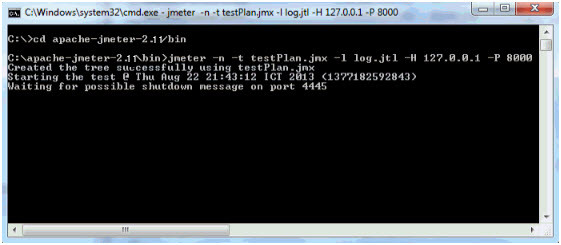 C:\Windows\system32\cmd.exe - jmeter -n -t testPlan.jmx -l log.jtl -H 127.0.0.1 -P 8000
C:\>cd apache-jmeter-2.11/bin
C:\apache-jmeter-2.11\bin>jmeter -n -t testPlan.jmx -l log.jtl -H 127.0.0.1 -P 8000
Created the tree successfully using testPlan.jmx
Starting the test @ Thu Aug 22 21:43:12 ICT 2013 (1377182592843)
Waiting for possible shutdown message on port 4445